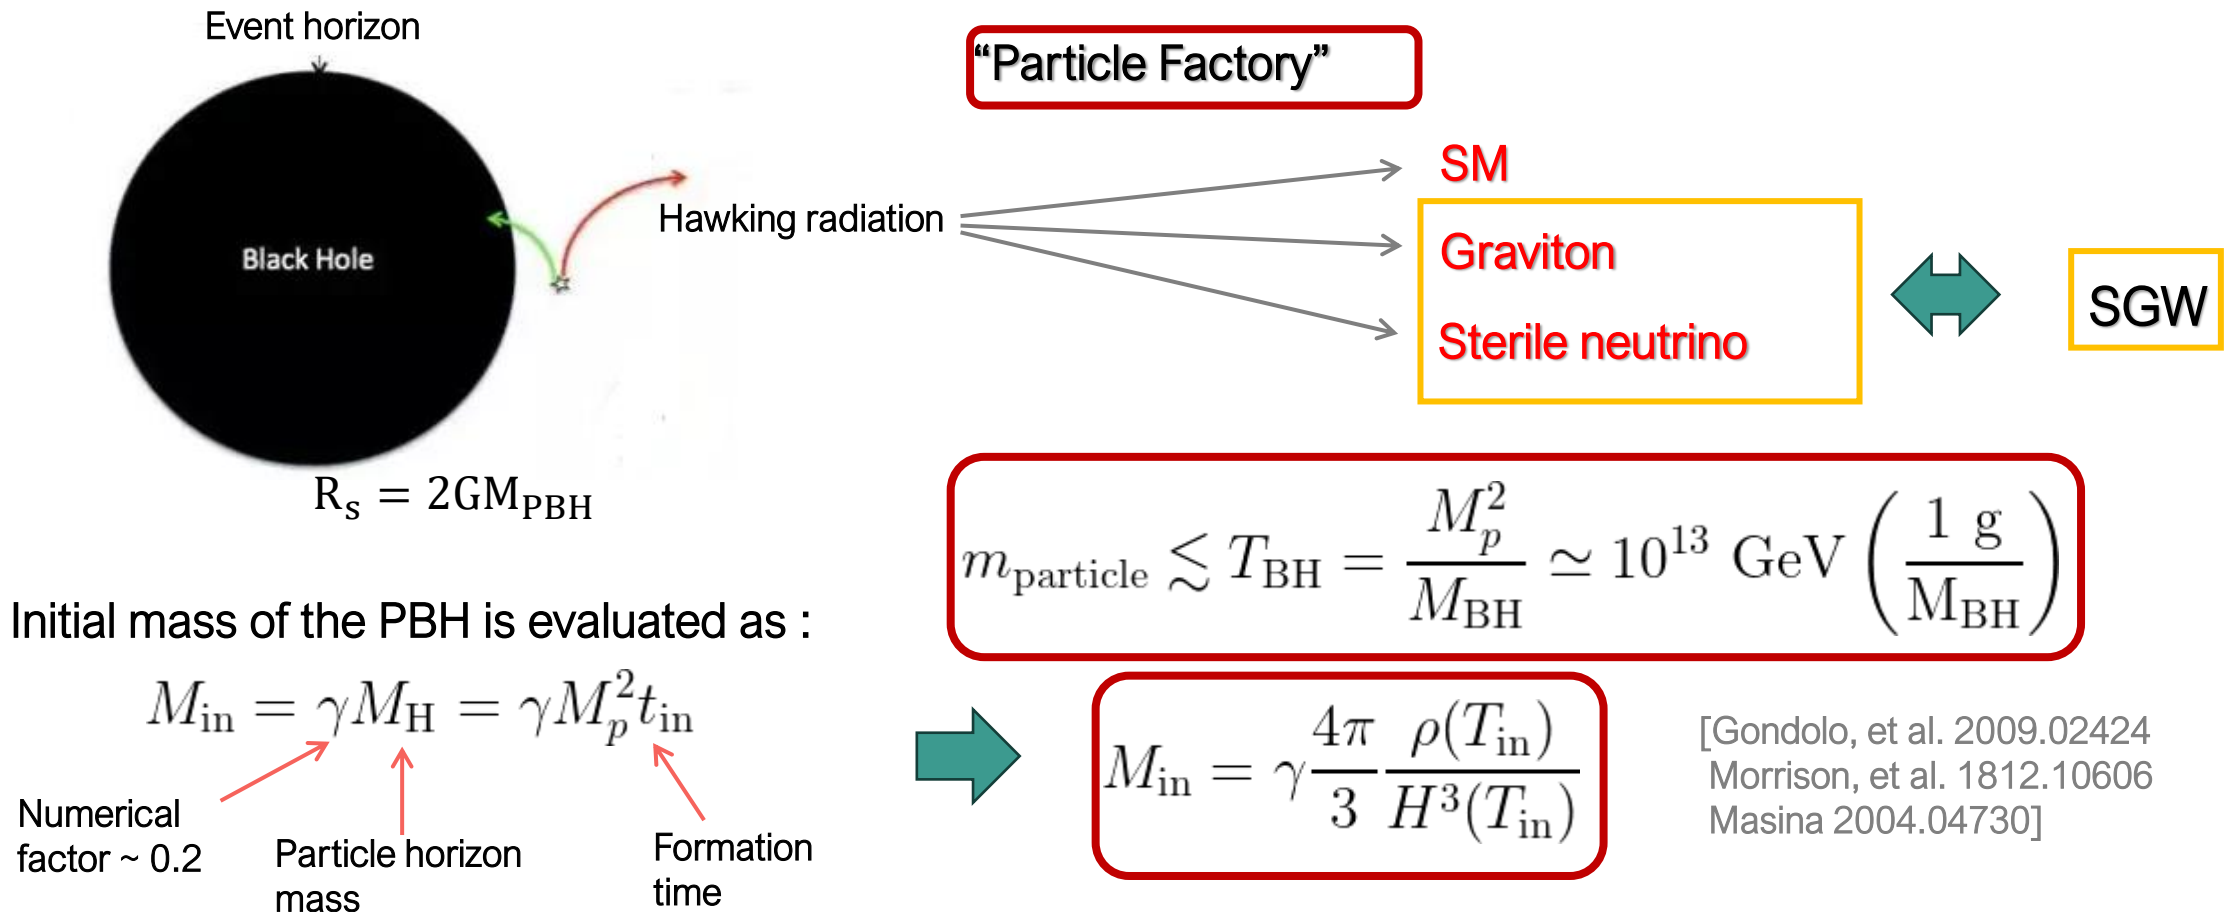 Event horizon
“Particle Factory”
SM
Hawking radiation
Graviton
Black Hole
SGW
Sterile neutrino
R_s = 2GM_PBH
m_particle ≲ T_BH = M_p^2 / M_BH ≃ 10^13 GeV (1 g / M_BH)
Initial mass of the PBH is evaluated as :
M_in = γM_H = γM_p^2 t_in
M_in = γ 4π/3 ρ(T_in)/H^3(T_in)
[Gondolo, et al. 2009.02424
Morrison, et al. 1812.10606
Masina 2004.04730]
Numerical
factor ~ 0.2
Particle horizon
mass
Formation
time